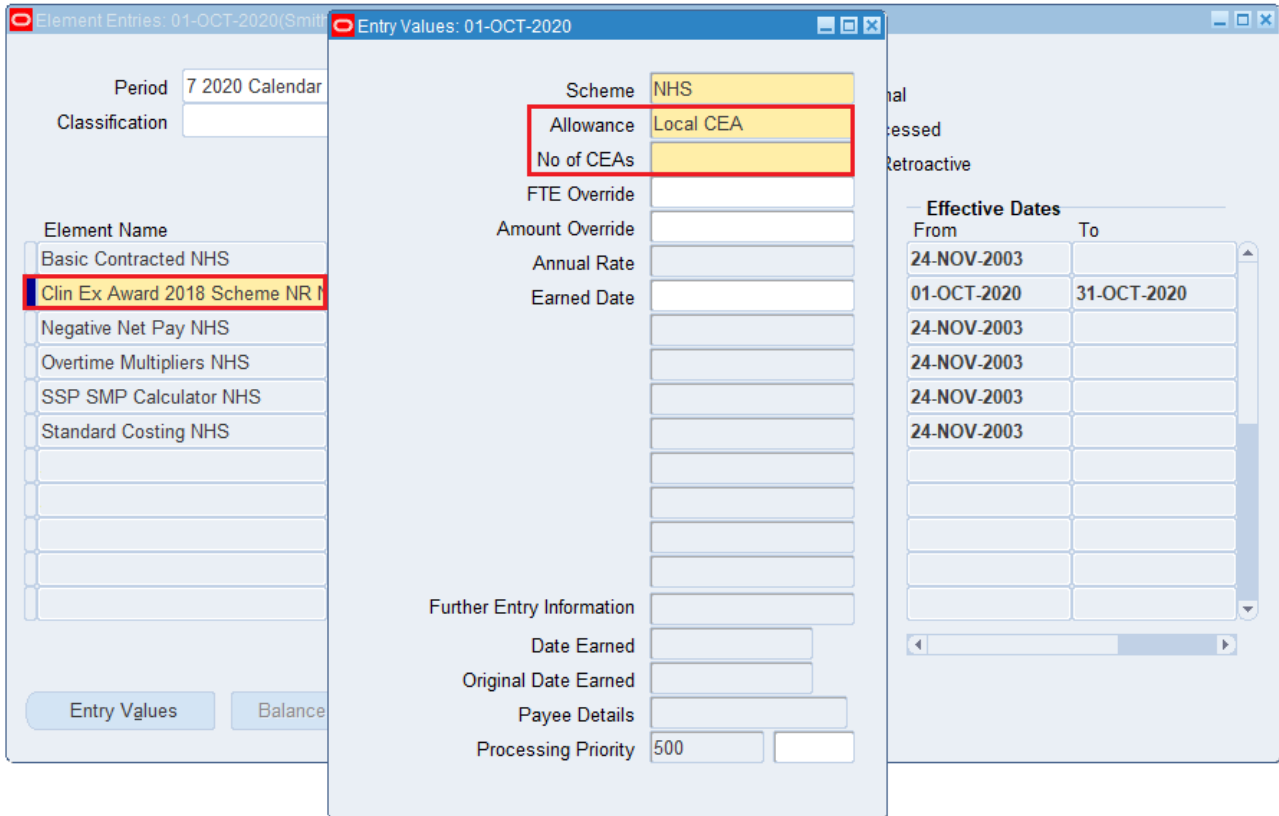 Element Entries: 01-OCT-2020(Smith
Period 7 2020 Calendar
Classification
Element Name
Basic Contracted NHS
Clin Ex Award 2018 Scheme NR N
Negative Net Pay NHS
Overtime Multipliers NHS
SSP SMP Calculator NHS
Standard Costing NHS
Entry Values Balance
Entry Values: 01-OCT-2020
Scheme NHS
Allowance Local CEA
No of CEAs
FTE Override
Amount Override
Annual Rate
Earned Date
Further Entry Information
Date Earned
Original Date Earned
Payee Details
Processing Priority 500
nal
cessed
Retroactive
Effective Dates
From To
24-NOV-2003
01-OCT-2020 31-OCT-2020
24-NOV-2003
24-NOV-2003
24-NOV-2003
24-NOV-2003